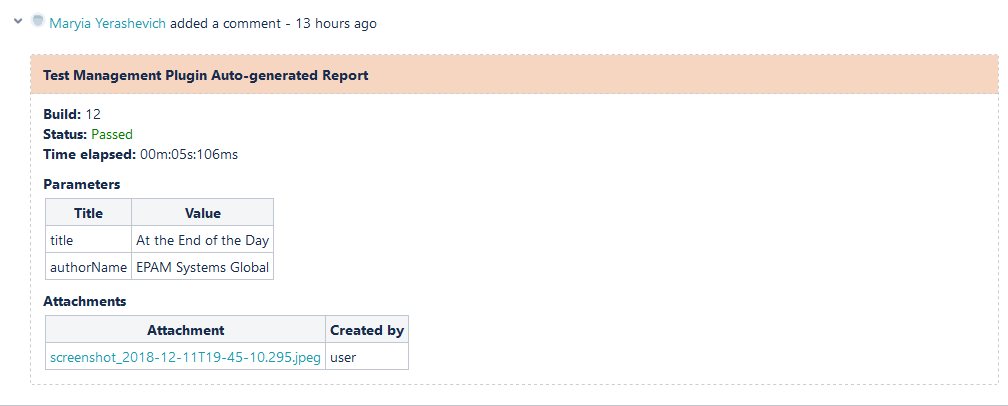 Maryia Yerashevich added a comment - 13 hours ago
Test Management Plugin Auto-generated Report
Build: 12
Status: Passed
Time elapsed: 00m:05s:106ms
Parameters
Title Value
title At the End of the Day
authorName EPAM Systems Global
Attachments
Attachment Created by
screenshot_2018-12-11T19-45-10.295.jpeg user